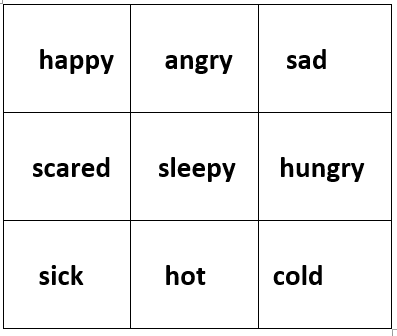 happy angry sad
scared sleepy hungry
sick hot cold